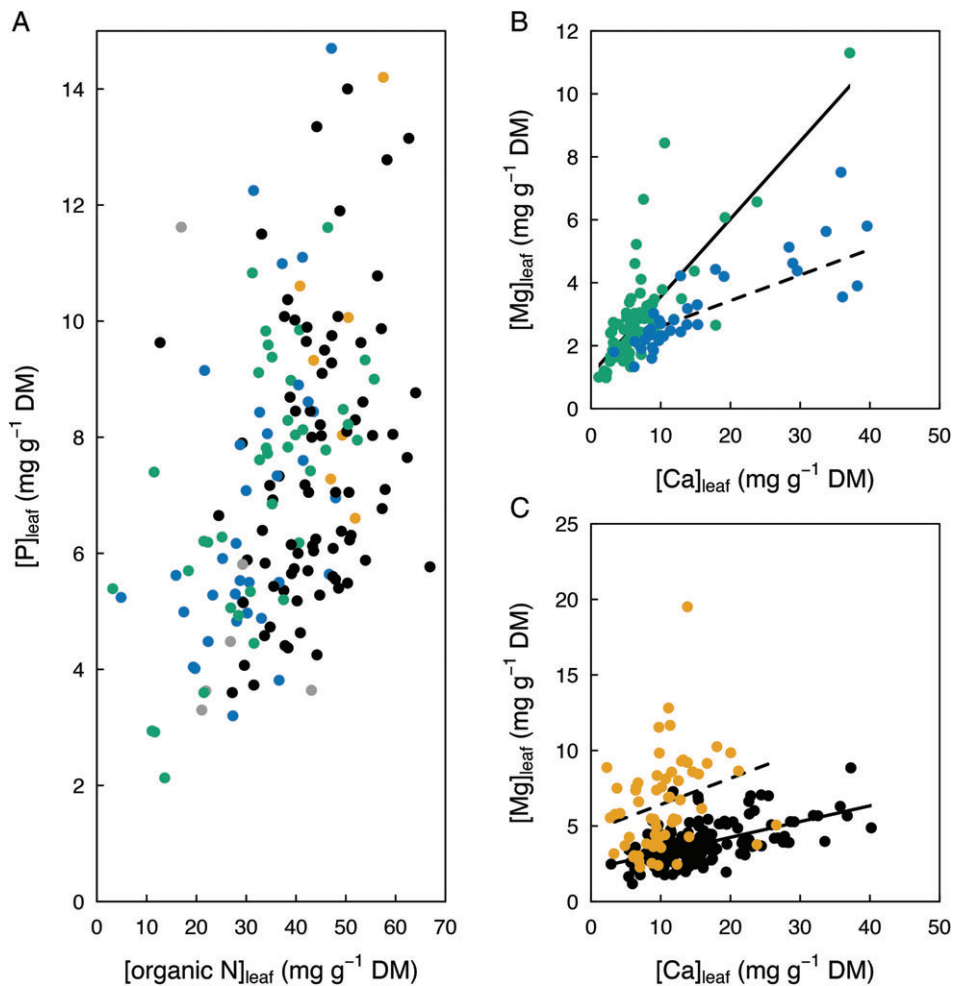 A
14
12
10
8
6
4
2
0
0 10 20 30 40 50 60 70
[P]leaf (mg g⁻¹ DM)
[organic N]leaf (mg g⁻¹ DM)
B
12
10
8
6
4
2
0
0 10 20 30 40 50
[Mg]leaf (mg g⁻¹ DM)
[Ca]leaf (mg g⁻¹ DM)
C
25
20
15
10
5
0
0 10 20 30 40 50
[Mg]leaf (mg g⁻¹ DM)
[Ca]leaf (mg g⁻¹ DM)